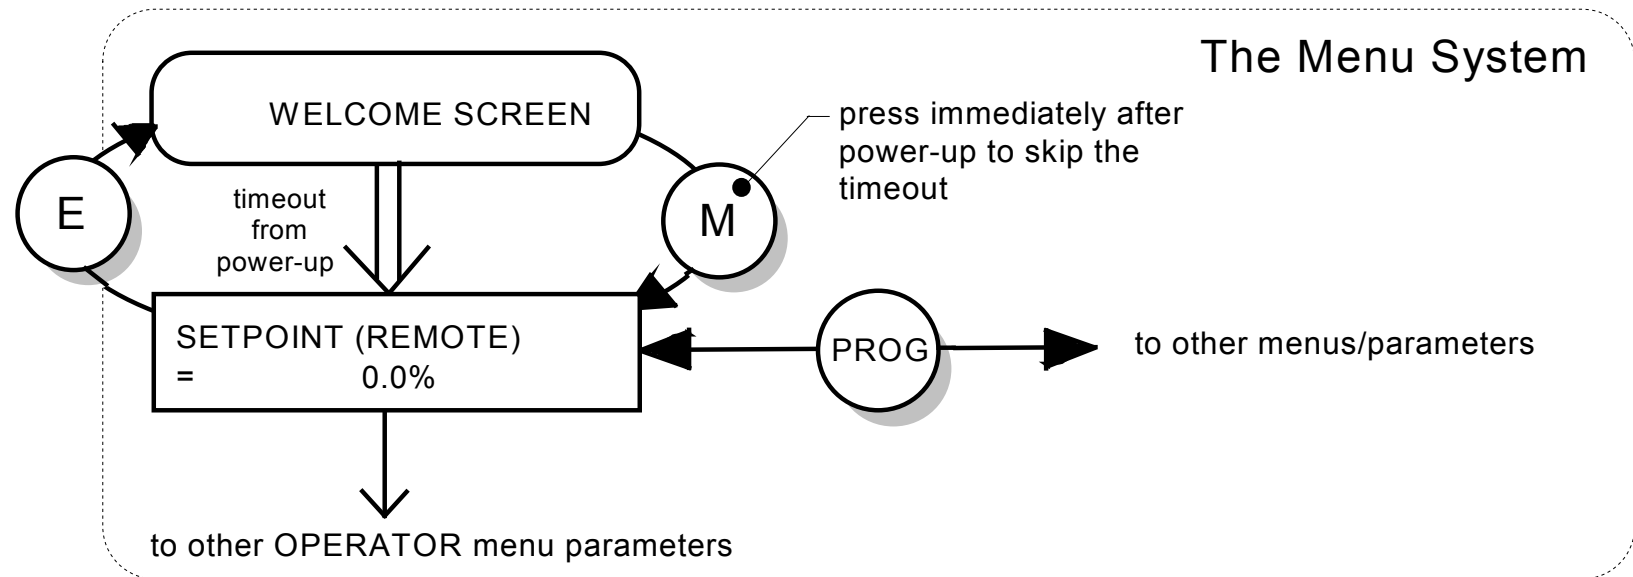 The Menu System
WELCOME SCREEN
press immediately after
power-up to skip the
timeout
E
timeout
from
power-up
M
SETPOINT (REMOTE)
= 0.0%
PROG
to other menus/parameters
to other OPERATOR menu parameters